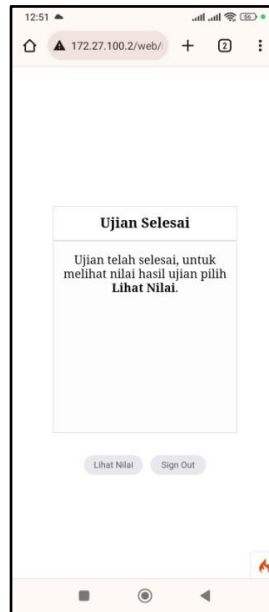 12:51
56
172.27.100.2/web/
2
Ujian Selesai
Ujian telah selesai, untuk
melihat nilai hasil ujian pilih
Lihat Nilai.
Lihat Nilai
Sign Out